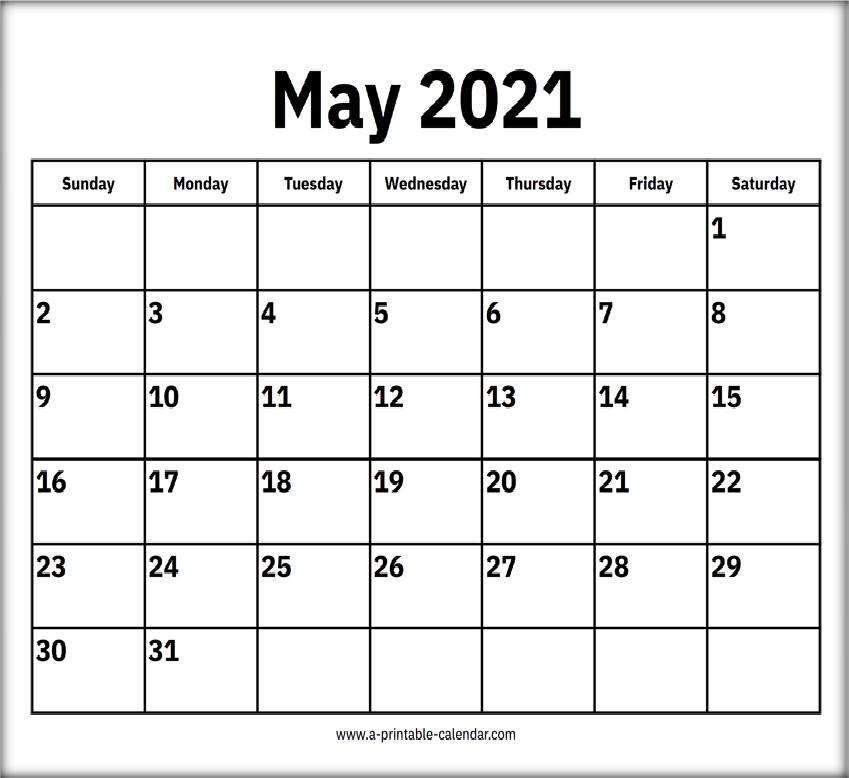 May 2021
Sunday Monday Tuesday Wednesday Thursday Friday Saturday
1
2 3 4 5 6 7 8
9 10 11 12 13 14 15
16 17 18 19 20 21 22
23 24 25 26 27 28 29
30 31
www.a-printable-calendar.com